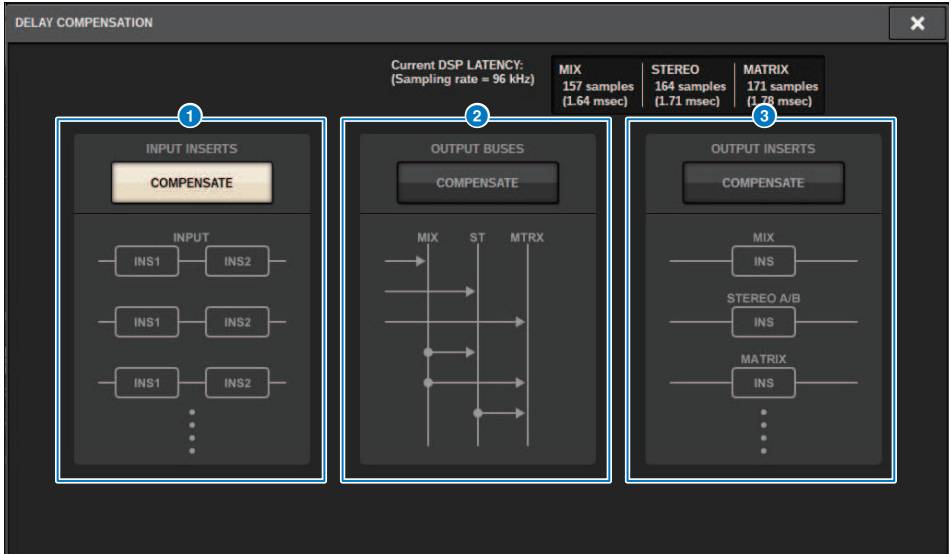 DELAY COMPENSATION
Current DSP LATENCY:
(Sampling rate = 96 kHz)
MIX
157 samples
(1.64 msec)
STEREO
164 samples
(1.71 msec)
MATRIX
171 samples
(1.78 msec)
1
INPUT INSERTS
COMPENSATE
INPUT
INS1 INS2
INS1 INS2
INS1 INS2
2
OUTPUT BUSES
COMPENSATE
MIX ST MTRX
3
OUTPUT INSERTS
COMPENSATE
MIX
INS
STEREO A/B
INS
MATRIX
INS